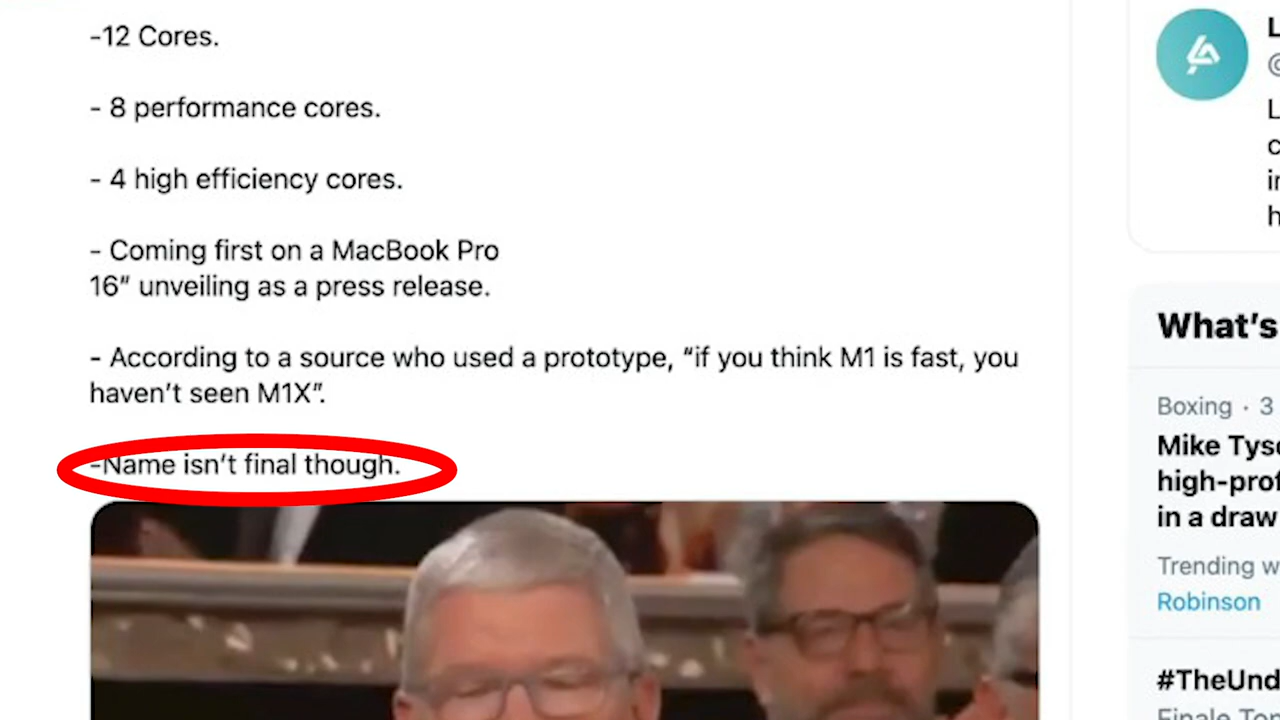 -12 Cores.
- 8 performance cores.
- 4 high efficiency cores.
- Coming first on a MacBook Pro
16" unveiling as a press release.
- According to a source who used a prototype, “if you think M1 is fast, you
haven't seen M1X”.
-Name isn't final though.
What's
Boxing · 3
Mike Tys
high-prof
in a draw
Trending w
Robinson
#TheUnd